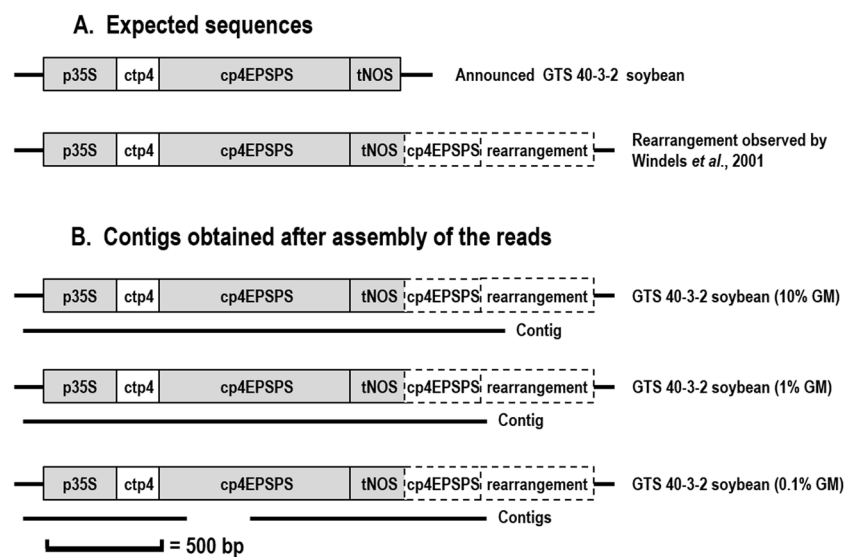 A. Expected sequences
p35S ctp4 cp4EPSPS tNOS Announced GTS 40-3-2 soybean
p35S ctp4 cp4EPSPS tNOS cp4EPSPS rearrangement Rearrangement observed by
Windels et al., 2001
B. Contigs obtained after assembly of the reads
p35S ctp4 cp4EPSPS tNOS cp4EPSPS rearrangement GTS 40-3-2 soybean (10% GM)
Contig
p35S ctp4 cp4EPSPS tNOS cp4EPSPS rearrangement GTS 40-3-2 soybean (1% GM)
Contig
p35S ctp4 cp4EPSPS tNOS cp4EPSPS rearrangement GTS 40-3-2 soybean (0.1% GM)
Contigs
= 500 bp